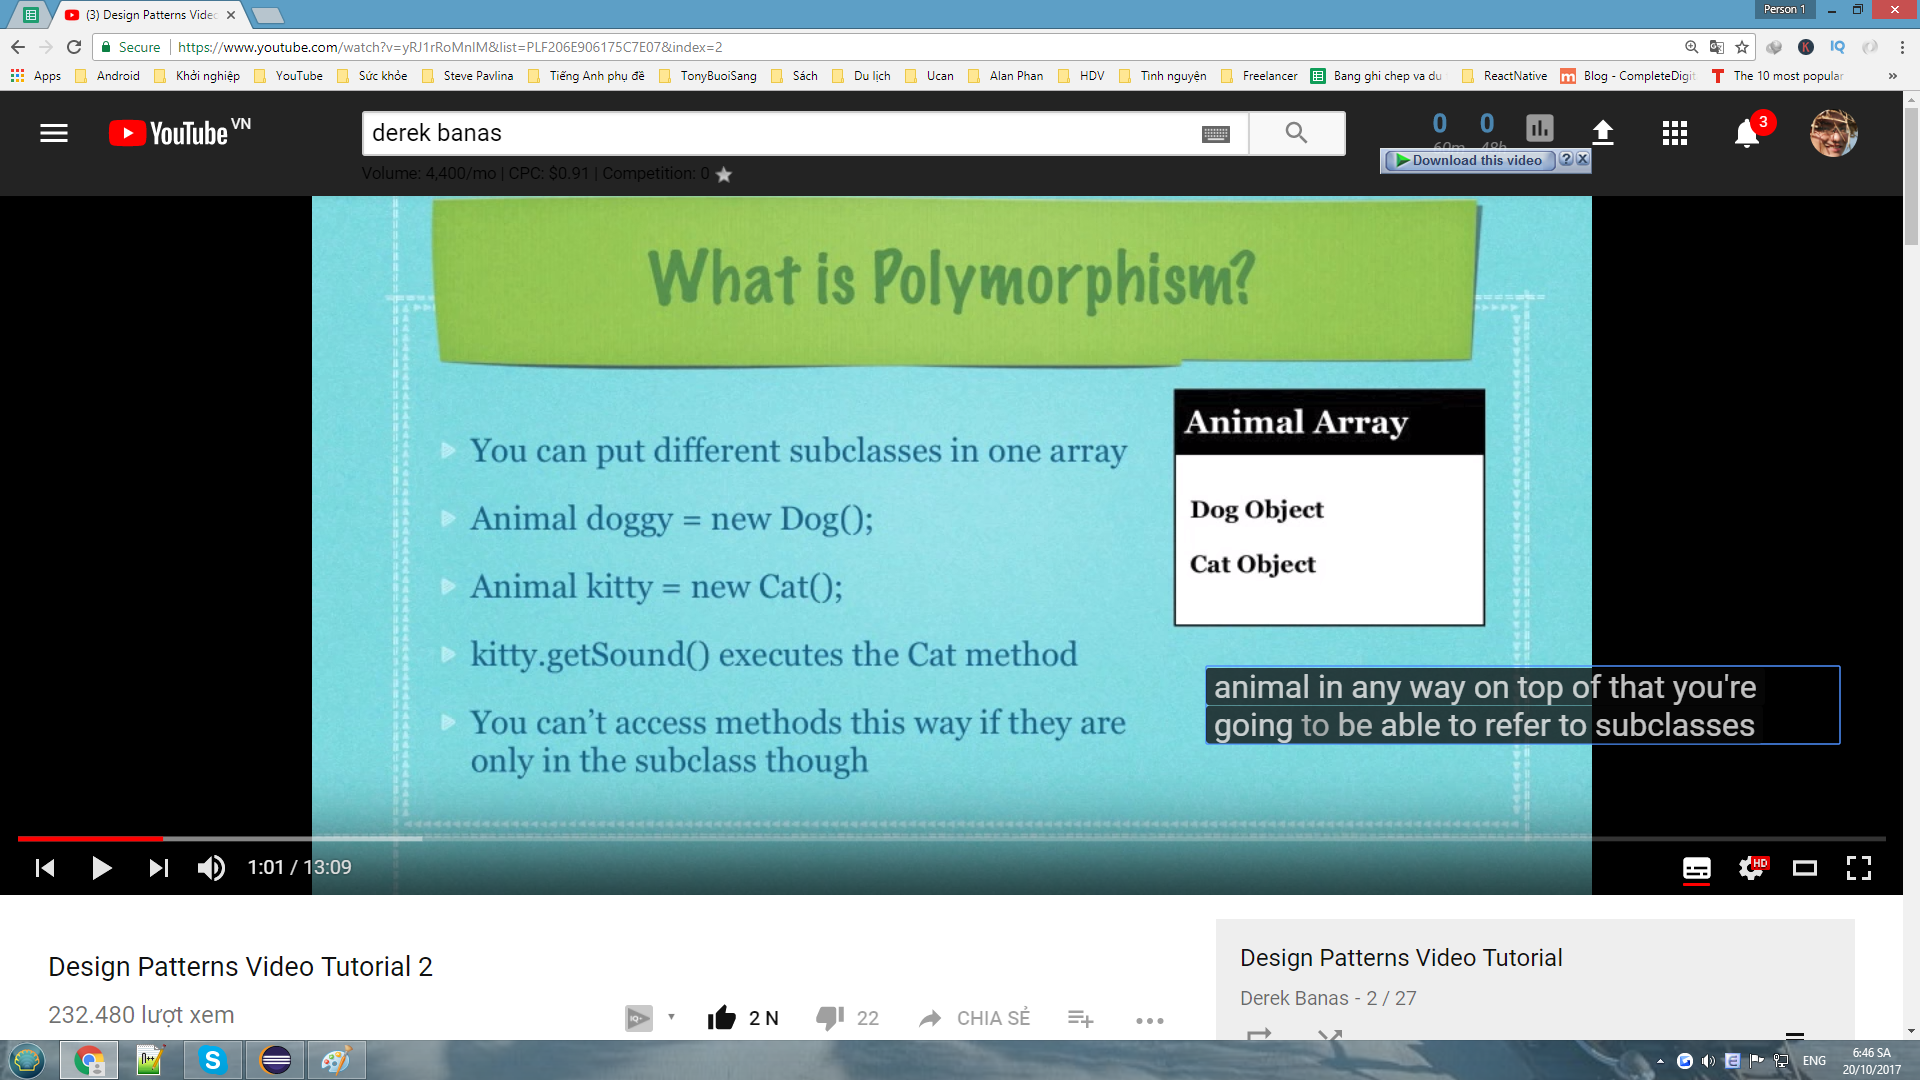 (3) Design Patterns Vide
Person 1
Secure
https://www.youtube.com/watch?v=yRJ1rRoMnIM&list=PLF206E906175C7E07&index=2
Apps Android Khởi nghiệp YouTube Sức khỏe Steve Pavlina Tiếng Anh phụ đề TonyBuoiSang Sách Du lịch Ucan Alan Phan HDV Tình nguyện Freelancer Bang ghi chep va du ReactNative Blog - CompleteDigit The 10 most popular »
YouTube VN
derek banas
0 0
60m 48h
3
Download this video ?
Volume: 4,400/mo | CPC: $0.91 | Competition: 0
What is Polymorphism?
You can put different subclasses in one array
Animal doggy = new Dog();
Animal kitty = new Cat();
kitty.getSound() executes the Cat method
You can't access methods this way if they are
only in the subclass though
Animal Array
Dog Object
Cat Object
animal in any way on top of that you're
going to be able to refer to subclasses
1:01 / 13:09
HD
Design Patterns Video Tutorial 2
232.480 lượt xem
2 N
22
CHIA SẺ
Design Patterns Video Tutorial
Derek Banas - 2 / 27
ENG
6:46 SA
20/10/2017